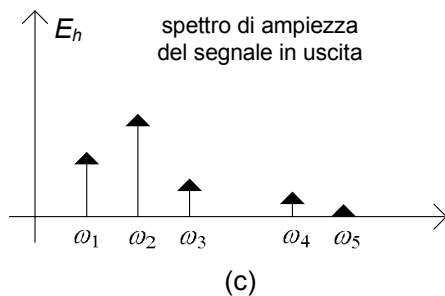 E_h
spettro di ampiezza
del segnale in uscita
ω₁ ω₂ ω₃ ω₄ ω₅
(c)